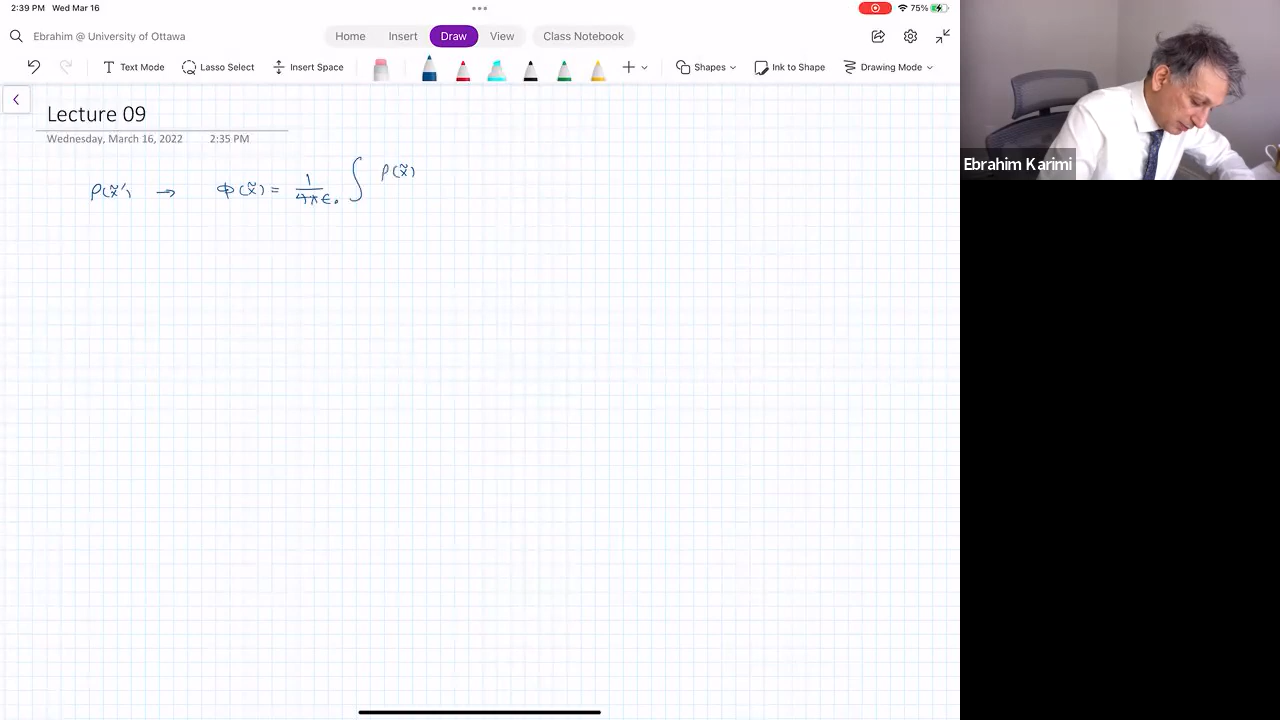 2:39 PM Wed Mar 16
75%
Ebrahim @ University of Ottawa
Home Insert Draw View Class Notebook
Text Mode Lasso Select Insert Space Shapes Ink to Shape Drawing Mode
Lecture 09
Wednesday, March 16, 2022 2:35 PM
ρ(x̃′) → Φ(x̃) = 1/4πε₀ ∫ ρ(x̃)
Ebrahim Karimi